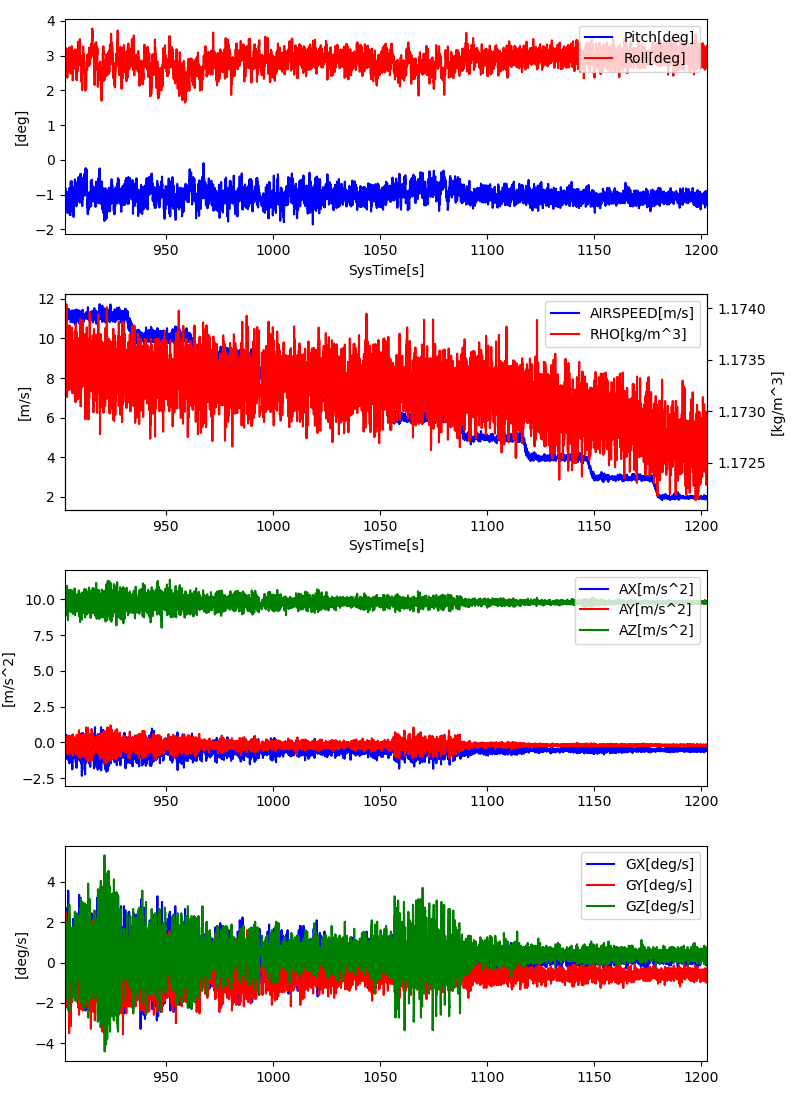 4
3
2
1
0
−1
−2
[deg]
Pitch[deg]
Roll[deg]
950 1000 1050 1100 1150 1200
SysTime[s]
12
10
8
6
4
2
[m/s]
AIRSPEED[m/s]
RHO[kg/m^3]
1.1740
1.1735
1.1730
1.1725
[kg/m^3]
950 1000 1050 1100 1150 1200
SysTime[s]
10.0
7.5
5.0
2.5
0.0
−2.5
[m/s^2]
AX[m/s^2]
AY[m/s^2]
AZ[m/s^2]
950 1000 1050 1100 1150 1200
4
2
0
−2
−4
[deg/s]
GX[deg/s]
GY[deg/s]
GZ[deg/s]
950 1000 1050 1100 1150 1200